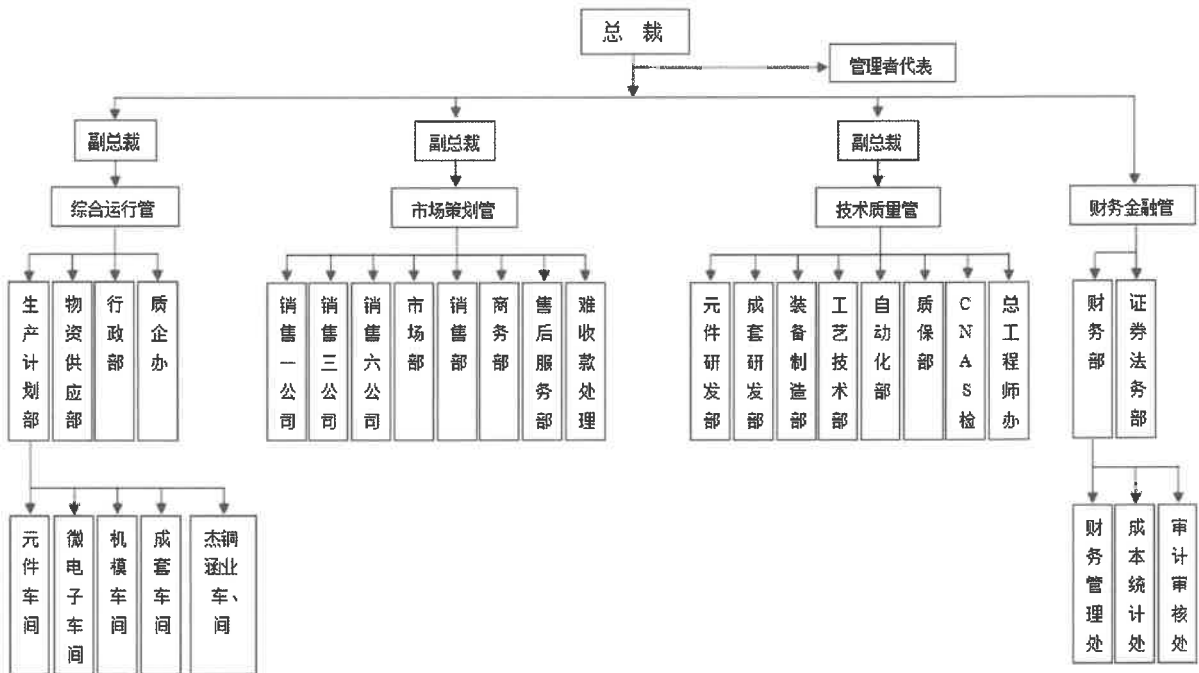 总 裁
管理者代表
副总裁
副总裁
副总裁
综合运行管
市场策划管
技术质量管
财务金融管
生产计划部
物资供应部
行政部
质企办
销售一公司
销售三公司
销售六公司
市场部
销售部
商务部
售后服务部
难收款处理
元件研发部
成套研发部
装备制造部
工艺技术部
自动化部
质保部
CNAS检
总工程师办
财务部
证券法务部
元件车间
微电子车间
机模车间
成套车间
杰铜
涵业
车、
间
财务管理处
成本统计处
审计审核处